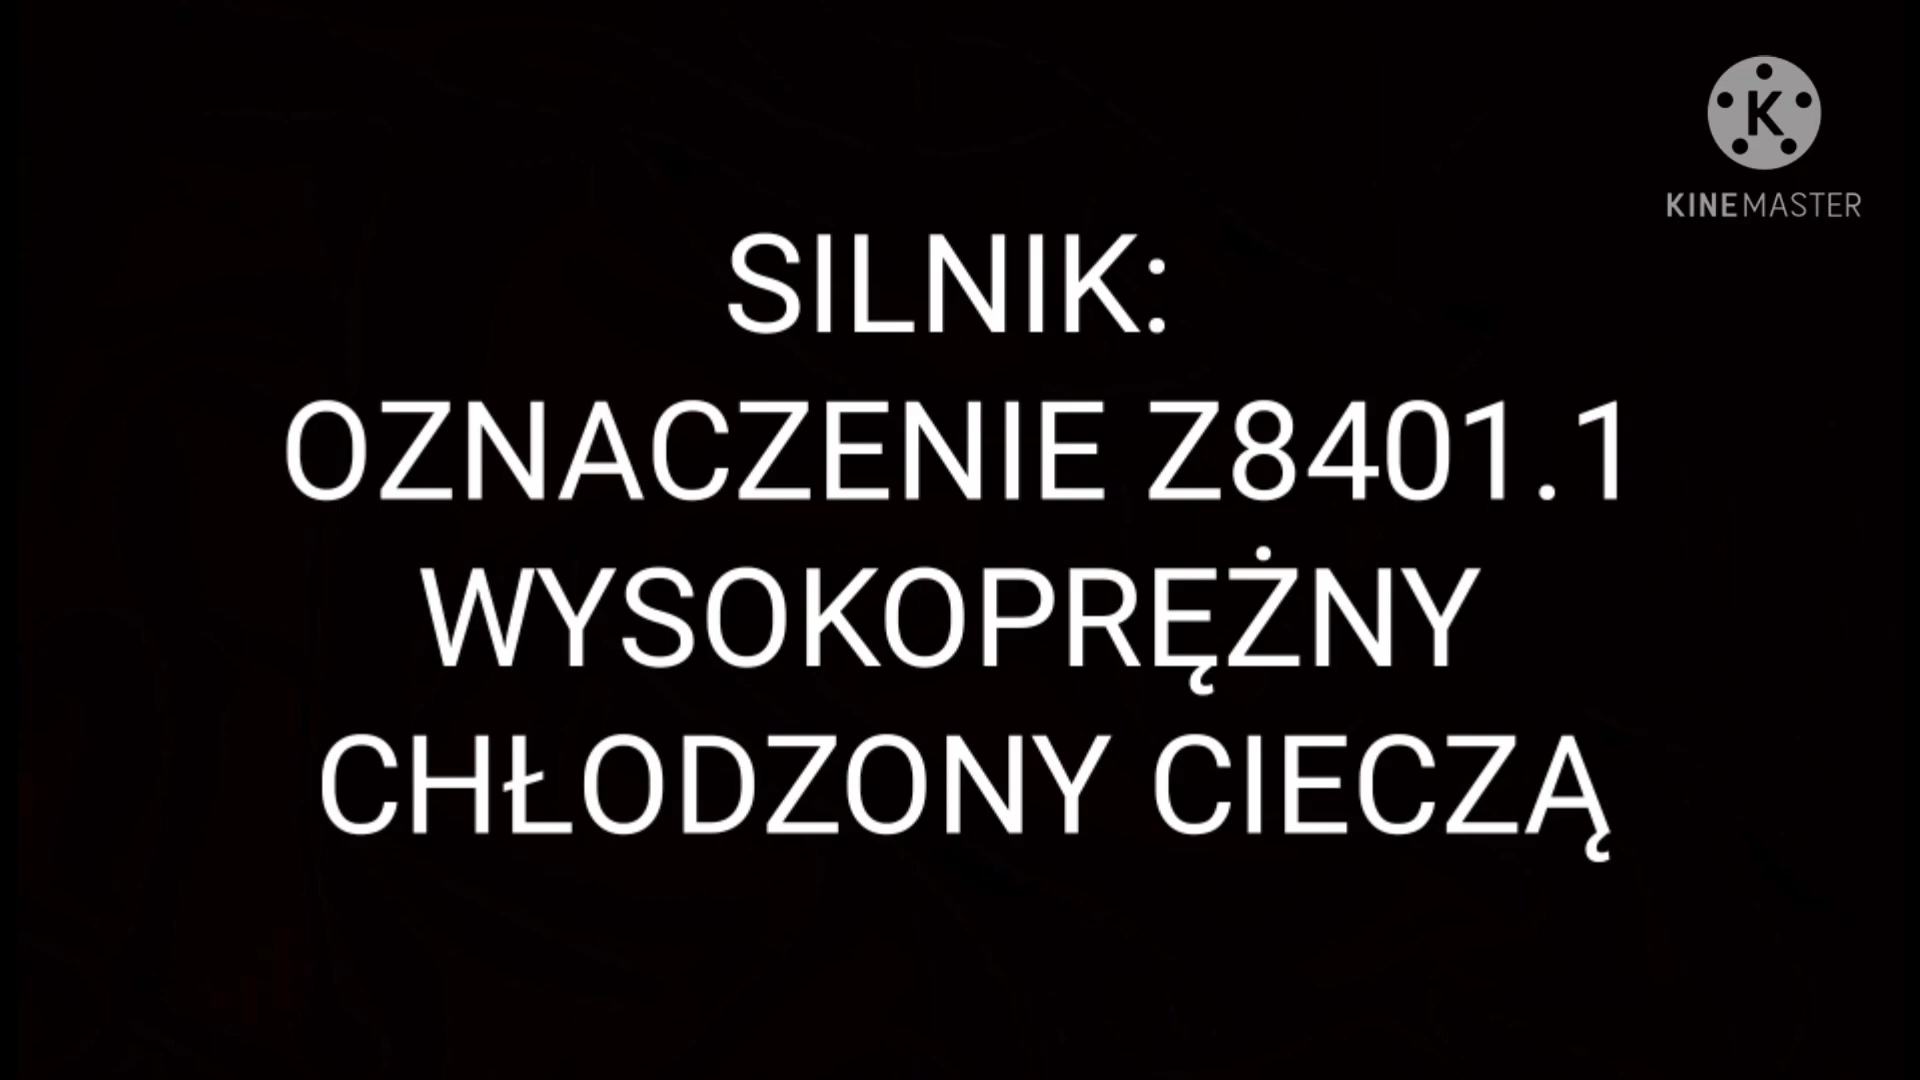 K
KINEMASTER
SILNIK:
OZNACZENIE Z8401.1
WYSOKOPRĘŻNY
CHŁODZONY CIECZĄ